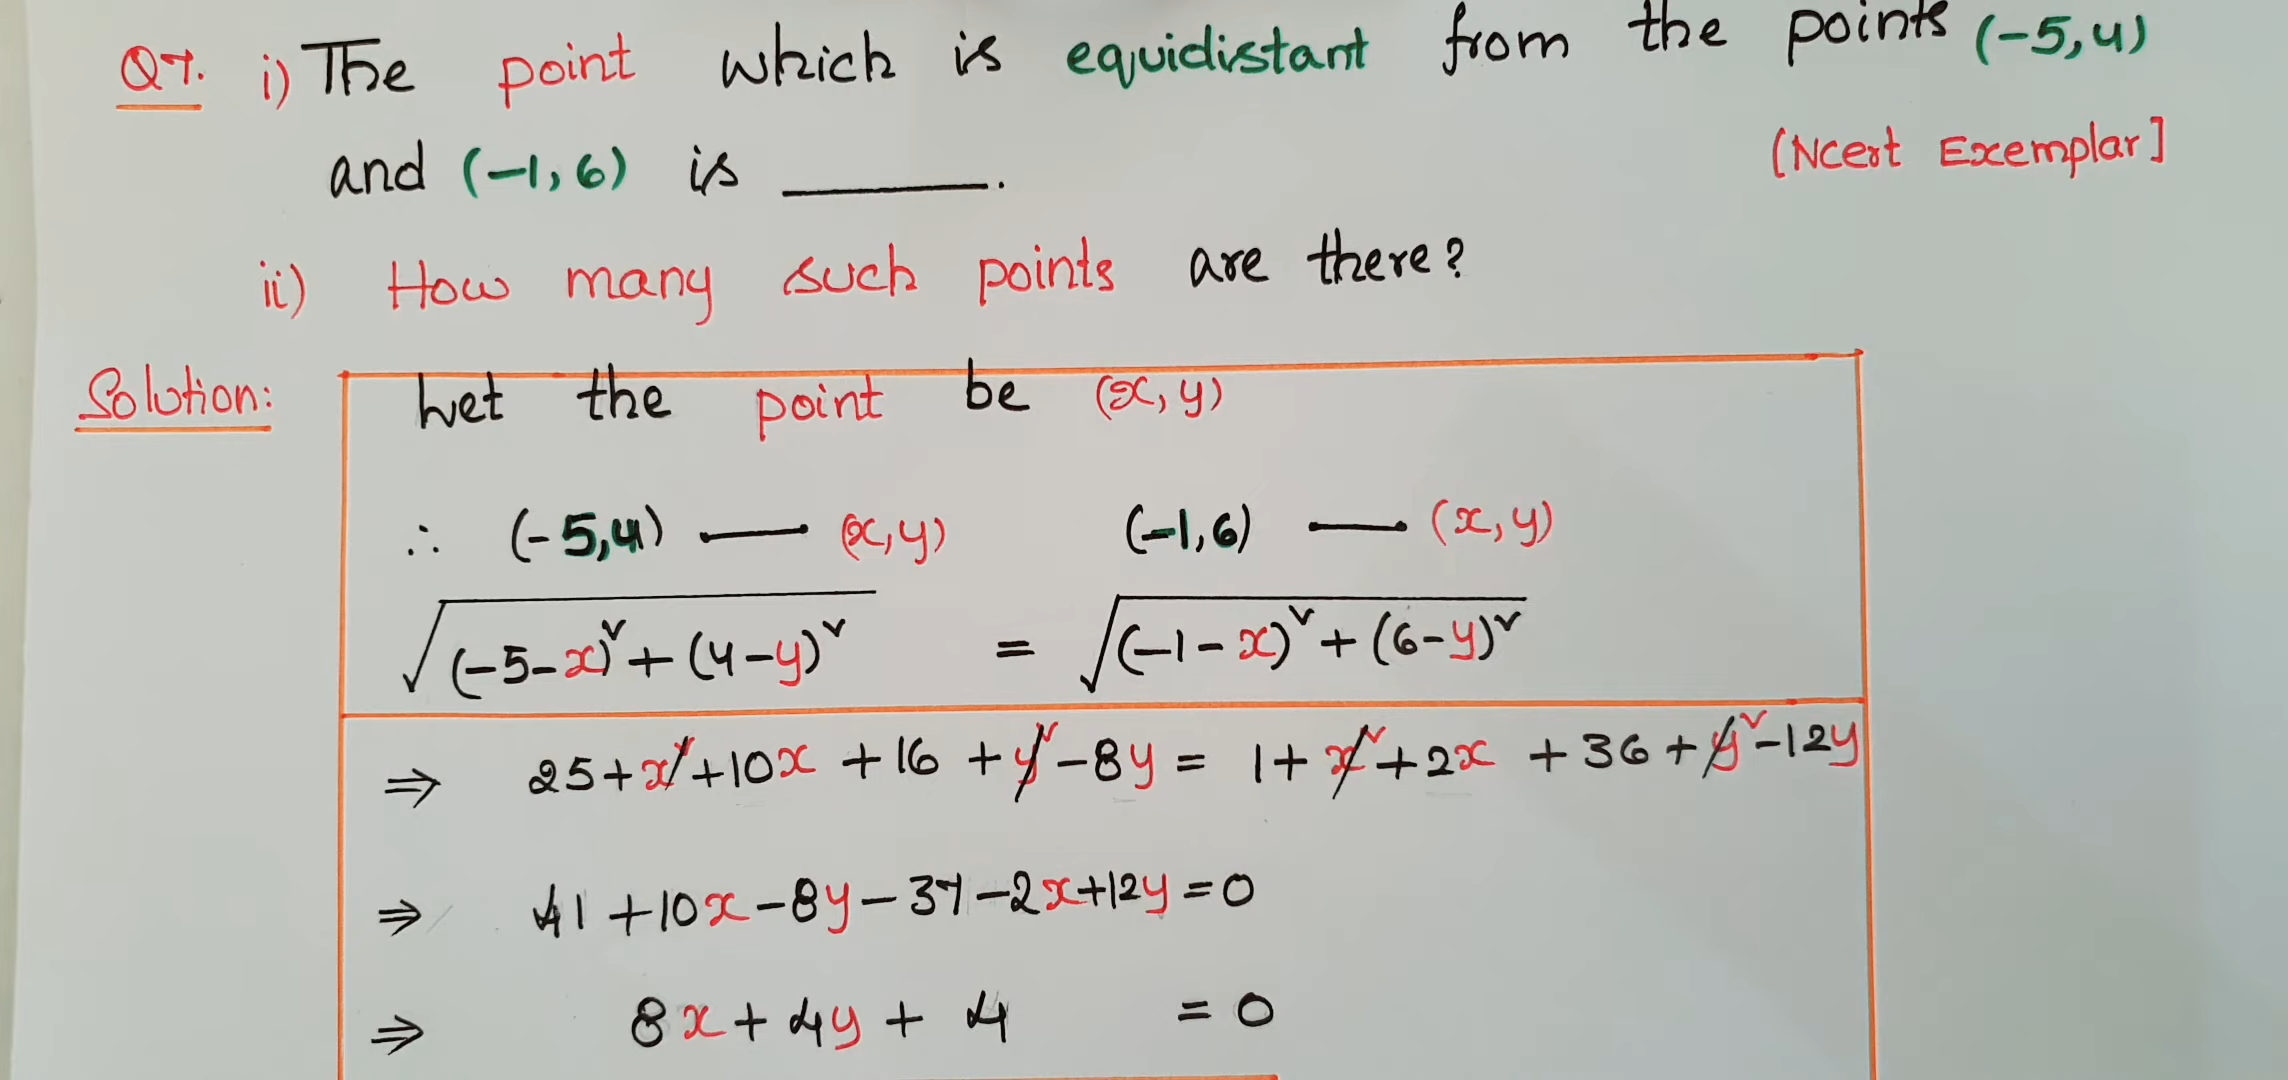 Q7. i) The point which is equidistant from the points (-5,4)
and (-1,6) is ______.
(Ncert Exemplar]
ii) How many such points are there?
Solution: Let the point be (x, y)
∴ (-5,4) — (x,y) (-1,6) — (x,y)
√((-5-x)²+(4-y)²) = √((-1-x)²+(6-y)²)
⇒ 25+x²+10x+16+y²-8y = 1+x²+2x+36+y²-12y
⇒ 41+10x-8y-37-2x+12y=0
⇒ 8x+4y+4 =0